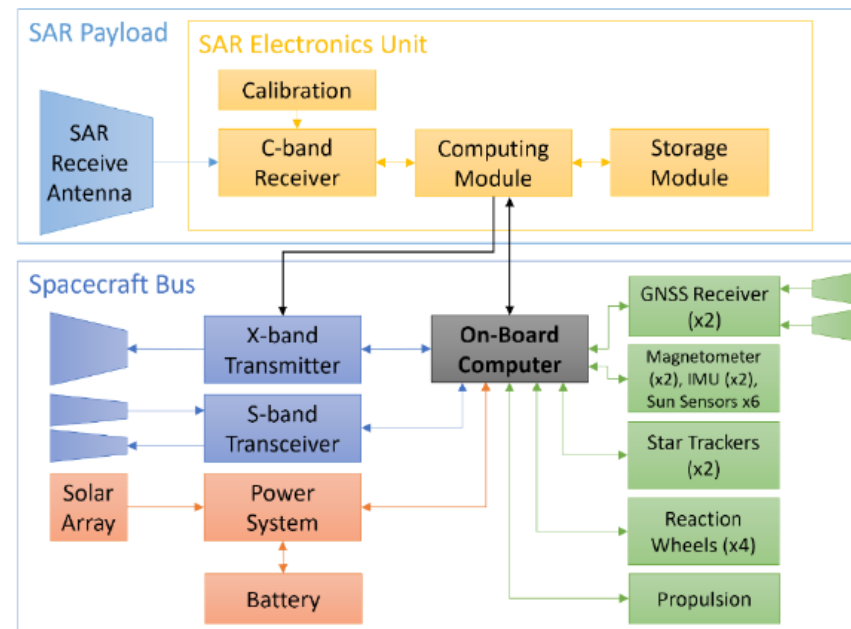 SAR Payload
SAR Electronics Unit
Calibration
SAR
Receive
Antenna
C-band
Receiver
Computing
Module
Storage
Module
Spacecraft Bus
X-band
Transmitter
On-Board
Computer
GNSS Receiver
(x2)
Magnetometer
(x2), IMU (x2),
Sun Sensors x6
S-band
Transceiver
Star Trackers
(x2)
Solar
Array
Power
System
Reaction
Wheels (x4)
Battery
Propulsion